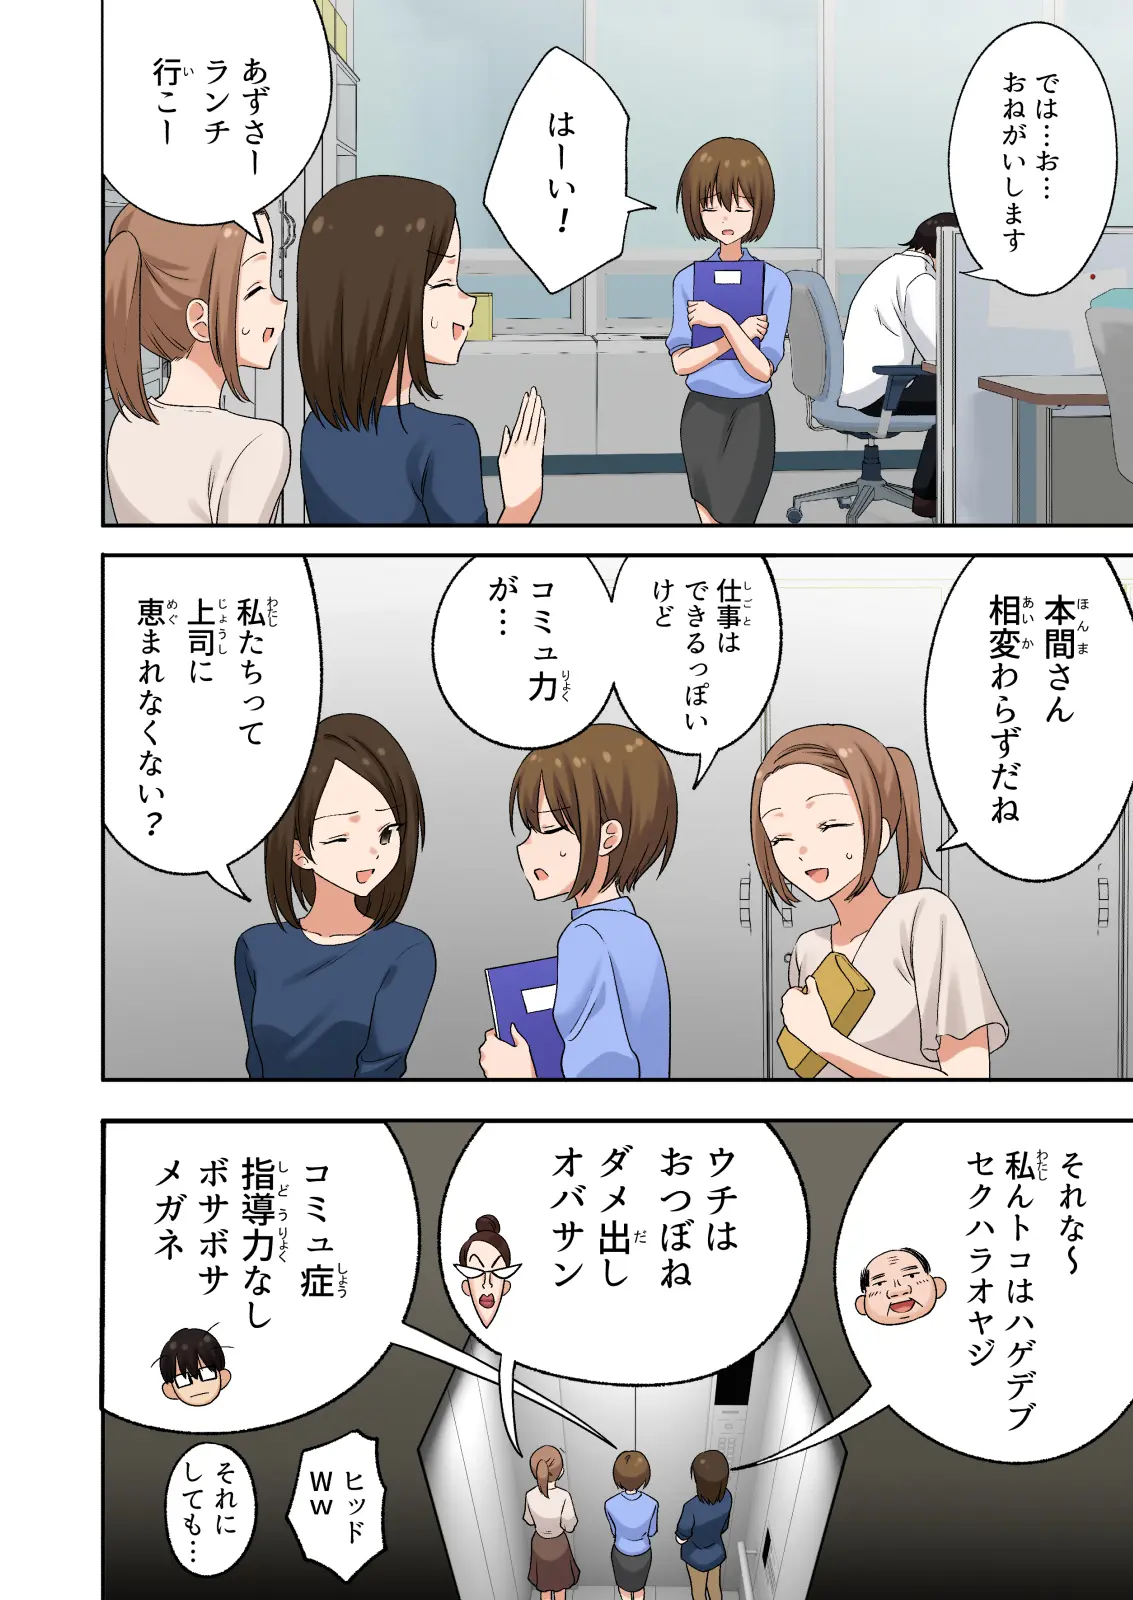 では…お…
おねがいします
はーい！
あずさー
ランチ
行こー
本間さん
相変わらずだね
仕事は
できるっぽい
けど
コミュ力
が…
私たちって
上司に
恵まれなくない？
それな〜
私んトコはハゲデブ
セクハラオヤジ
ウチは
おつぼね
ダメ出し
オバサン
コミュ症
指導力なし
ボサボサ
メガネ
ヒッド
ww
それに
しても…